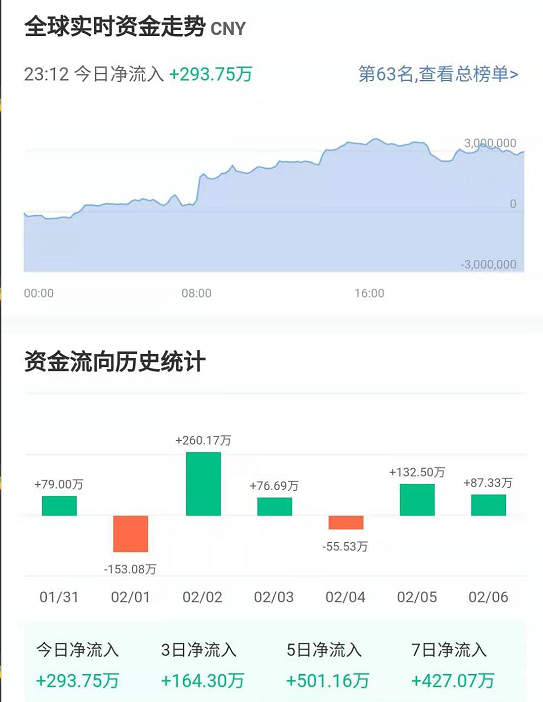 全球实时资金走势 CNY
23:12 今日净流入 +293.75万 第63名,查看总榜单>
3,000,000
0
-3,000,000
00:00 08:00 16:00
资金流向历史统计
+260.17万
+132.50万
+79.00万 +76.69万 +87.33万
-55.53万
-153.08万
01/31 02/01 02/02 02/03 02/04 02/05 02/06
今日净流入 3日净流入 5日净流入 7日净流入
+293.75万 +164.30万 +501.16万 +427.07万